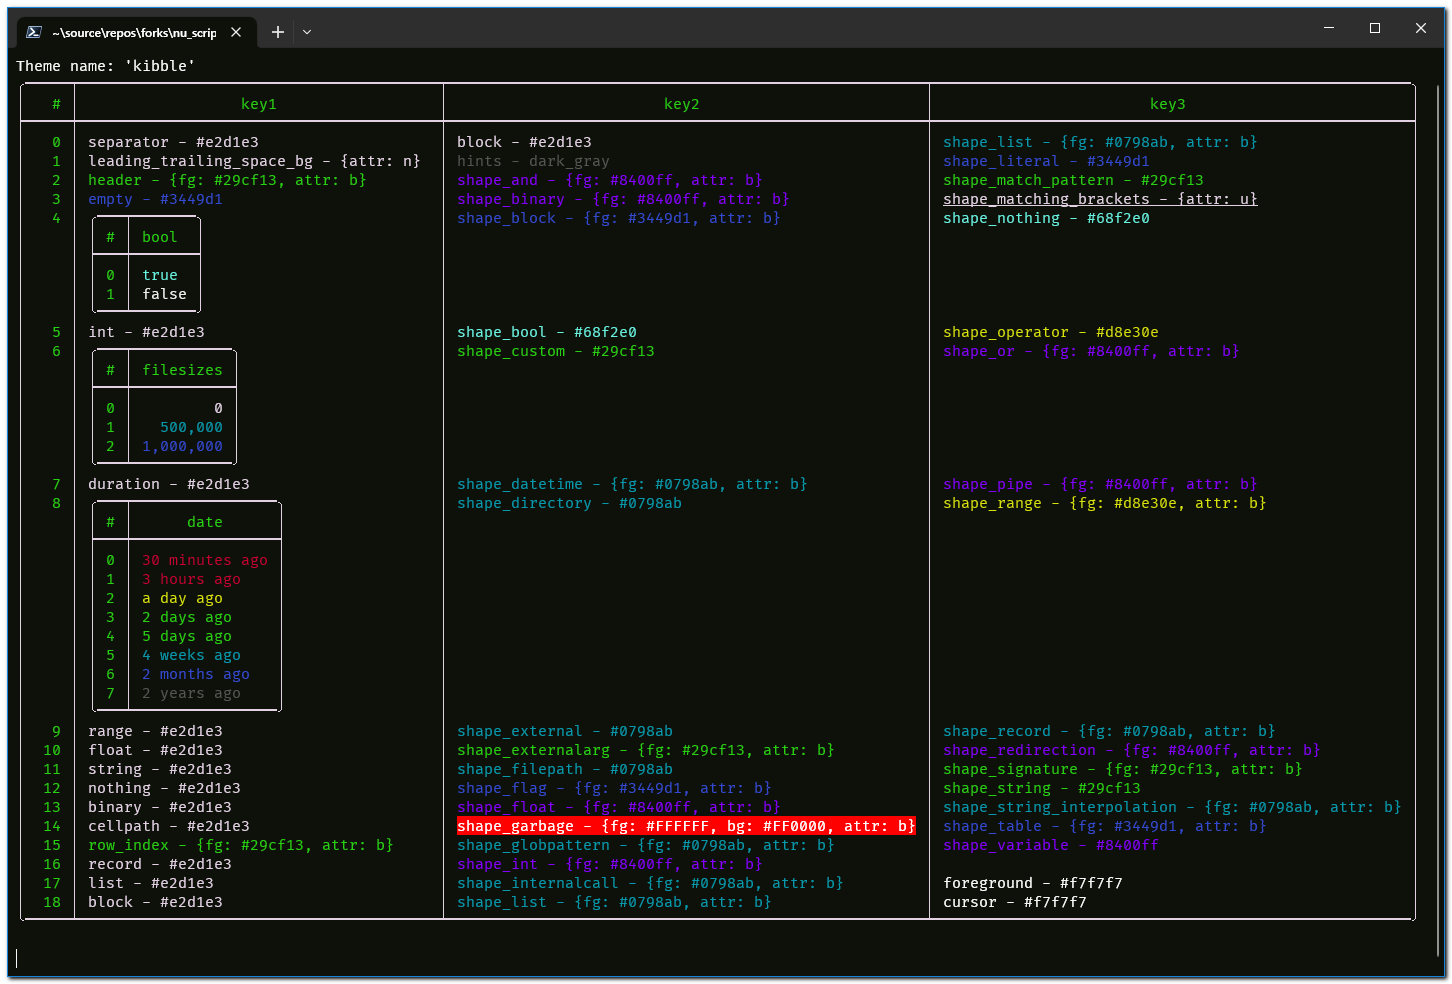 ~\source\repos\forks\nu_scrip
Theme name: 'kibble'
# key1 key2 key3
0 separator - #e2d1e3 block - #e2d1e3 shape_list - {fg: #0798ab, attr: b}
1 leading_trailing_space_bg - {attr: n} hints - dark_gray shape_literal - #3449d1
2 header - {fg: #29cf13, attr: b} shape_and - {fg: #8400ff, attr: b} shape_match_pattern - #29cf13
3 empty - #3449d1 shape_binary - {fg: #8400ff, attr: b} shape_matching_brackets - {attr: u}
4 shape_block - {fg: #3449d1, attr: b} shape_nothing - #68f2e0
# bool
0 true
1 false
5 int - #e2d1e3 shape_bool - #68f2e0 shape_operator - #d8e30e
6 shape_custom - #29cf13 shape_or - {fg: #8400ff, attr: b}
# filesizes
0 0
1 500,000
2 1,000,000
7 duration - #e2d1e3 shape_datetime - {fg: #0798ab, attr: b} shape_pipe - {fg: #8400ff, attr: b}
8 shape_directory - #0798ab shape_range - {fg: #d8e30e, attr: b}
# date
0 30 minutes ago
1 3 hours ago
2 a day ago
3 2 days ago
4 5 days ago
5 4 weeks ago
6 2 months ago
7 2 years ago
9 range - #e2d1e3 shape_external - #0798ab shape_record - {fg: #0798ab, attr: b}
10 float - #e2d1e3 shape_externalarg - {fg: #29cf13, attr: b} shape_redirection - {fg: #8400ff, attr: b}
11 string - #e2d1e3 shape_filepath - #0798ab shape_signature - {fg: #29cf13, attr: b}
12 nothing - #e2d1e3 shape_flag - {fg: #3449d1, attr: b} shape_string - #29cf13
13 binary - #e2d1e3 shape_float - {fg: #8400ff, attr: b} shape_string_interpolation - {fg: #0798ab, attr: b}
14 cellpath - #e2d1e3 shape_garbage - {fg: #FFFFFF, bg: #FF0000, attr: b} shape_table - {fg: #3449d1, attr: b}
15 row_index - {fg: #29cf13, attr: b} shape_globpattern - {fg: #0798ab, attr: b} shape_variable - #8400ff
16 record - #e2d1e3 shape_int - {fg: #8400ff, attr: b}
17 list - #e2d1e3 shape_internalcall - {fg: #0798ab, attr: b} foreground - #f7f7f7
18 block - #e2d1e3 shape_list - {fg: #0798ab, attr: b} cursor - #f7f7f7